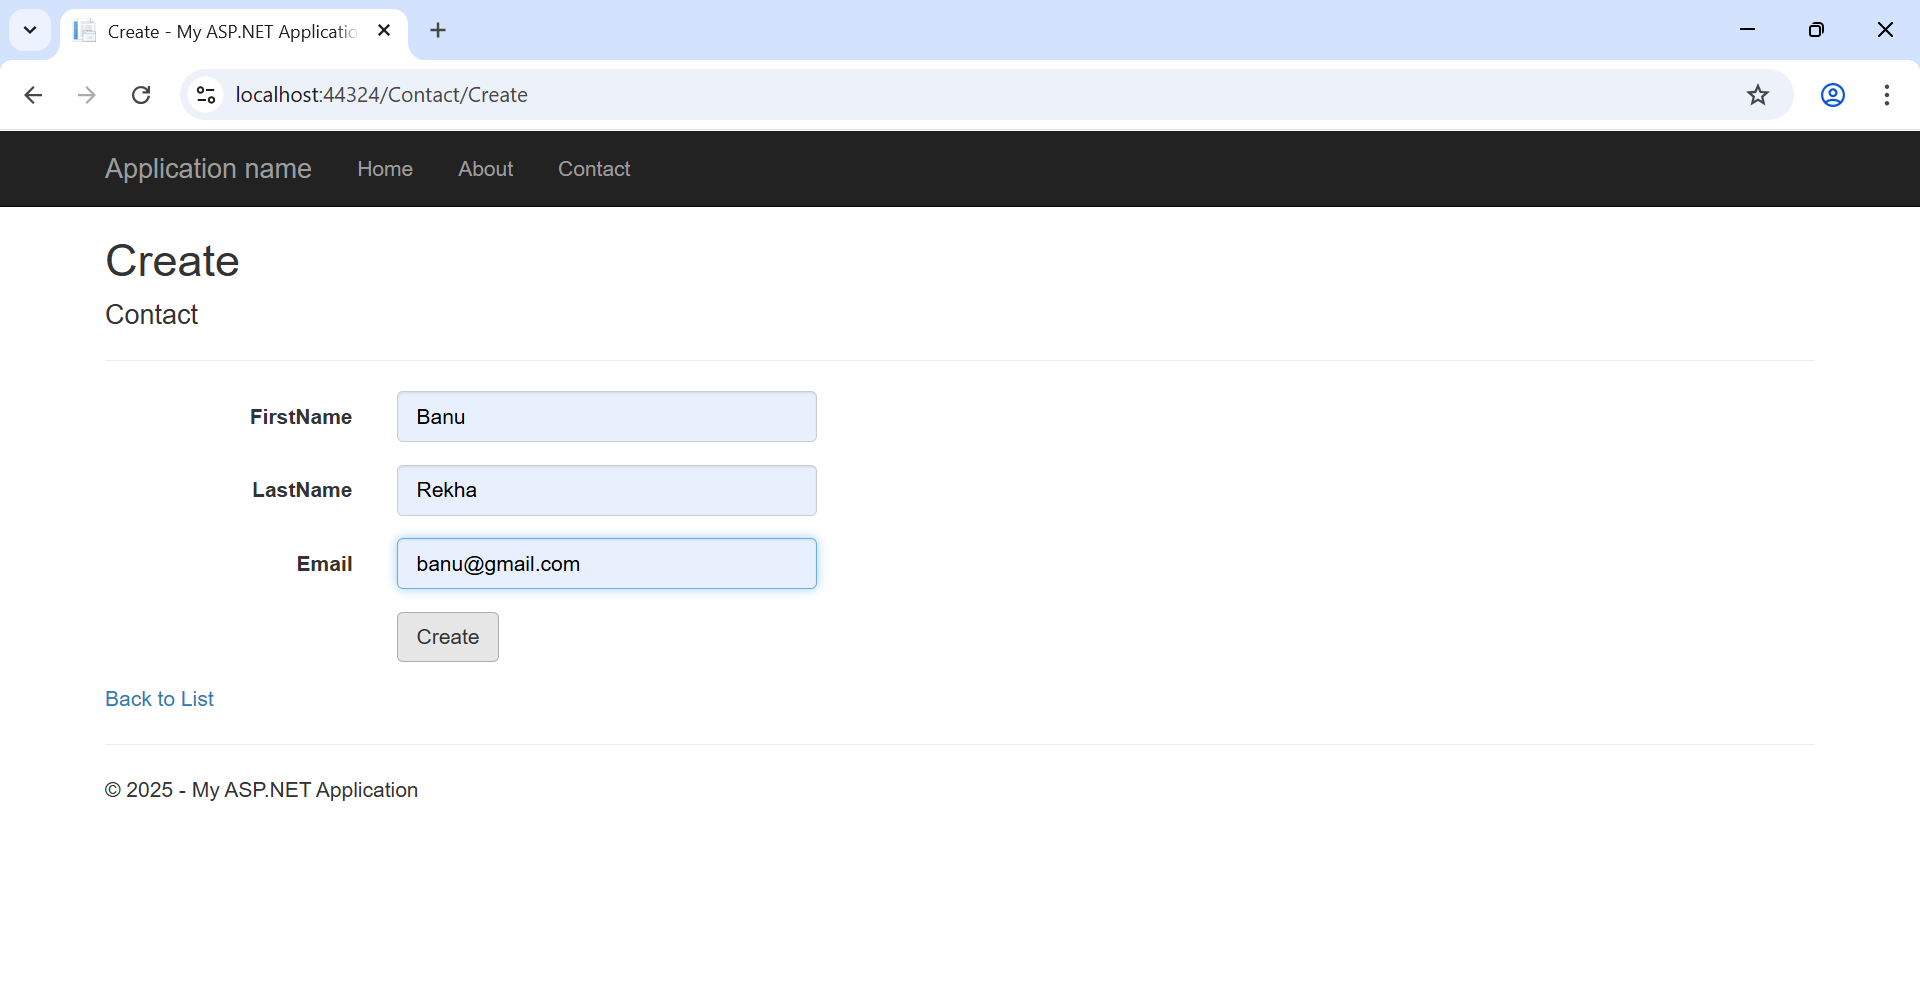 Create - My ASP.NET Applicatio
localhost:44324/Contact/Create
Application name Home About Contact
Create
Contact
FirstName Banu
LastName Rekha
Email banu@gmail.com
Create
Back to List
© 2025 - My ASP.NET Application